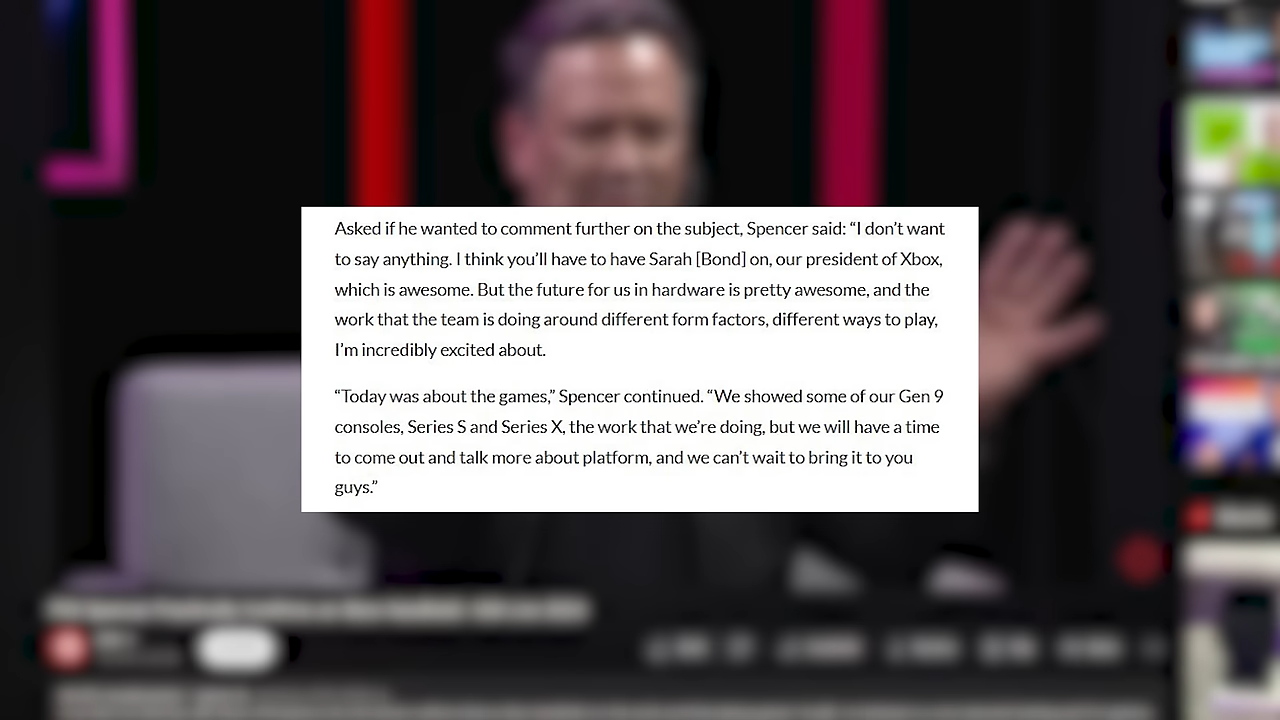 Asked if he wanted to comment further on the subject, Spencer said: “I don’t want
to say anything. I think you’ll have to have Sarah [Bond] on, our president of Xbox,
which is awesome. But the future for us in hardware is pretty awesome, and the
work that the team is doing around different form factors, different ways to play,
I’m incredibly excited about.
“Today was about the games,” Spencer continued. “We showed some of our Gen 9
consoles, Series S and Series X, the work that we’re doing, but we will have a time
to come out and talk more about platform, and we can’t wait to bring it to you
guys.”